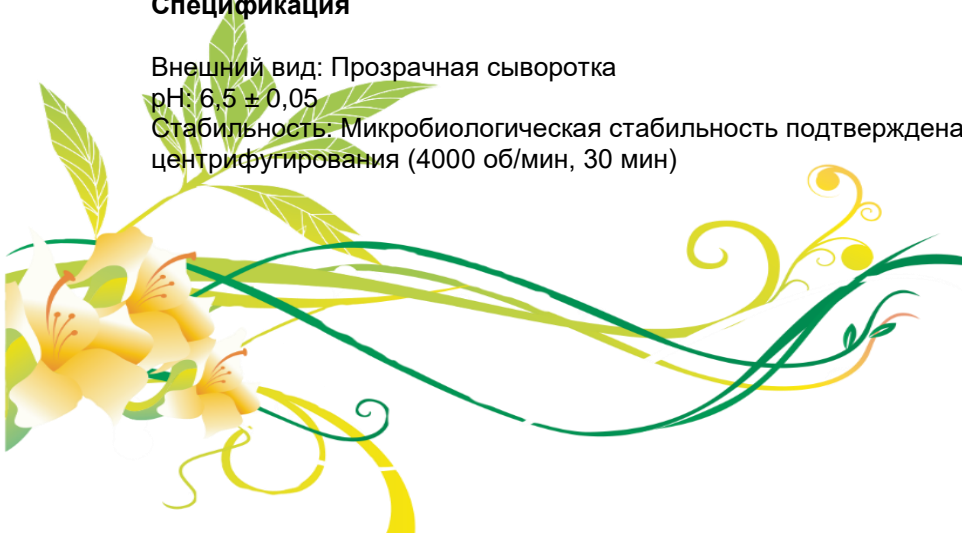 Спецификация
Внешний вид: Прозрачная сыворотка
pH: 6,5 ± 0,05
Стабильность: Микробиологическая стабильность подтверждена
центрифугирования (4000 об/мин, 30 мин)